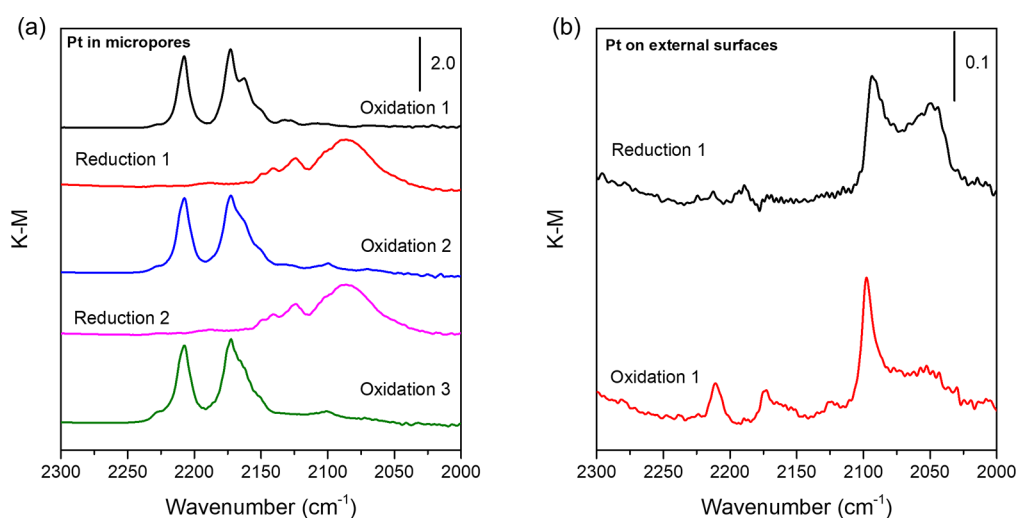 (a)
Pt in micropores
2.0
Oxidation 1
Reduction 1
Oxidation 2
Reduction 2
Oxidation 3
K-M
2300 2250 2200 2150 2100 2050 2000
Wavenumber (cm⁻¹)
(b)
Pt on external surfaces
0.1
Reduction 1
Oxidation 1
K-M
2300 2250 2200 2150 2100 2050 2000
Wavenumber (cm⁻¹)